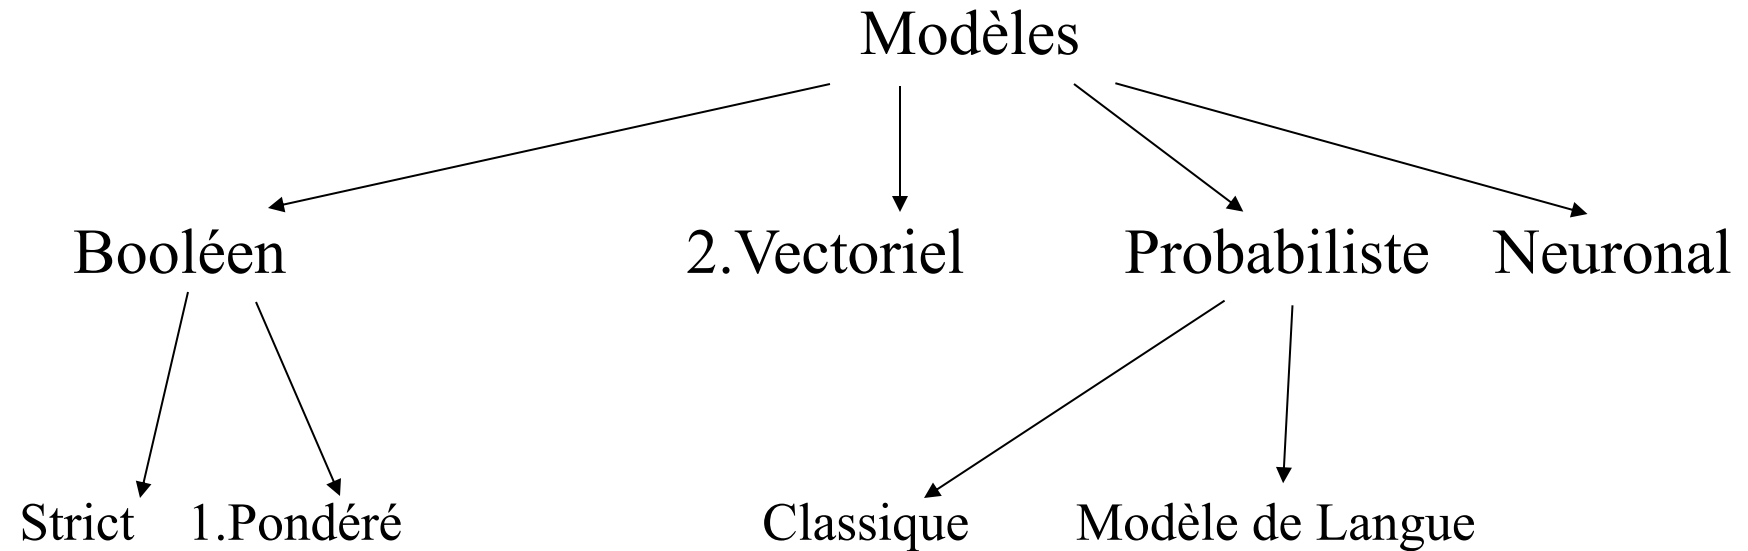 Modèles
Booléen
2.Vectoriel
Probabiliste
Neuronal
Strict
1.Pondéré
Classique
Modèle de Langue